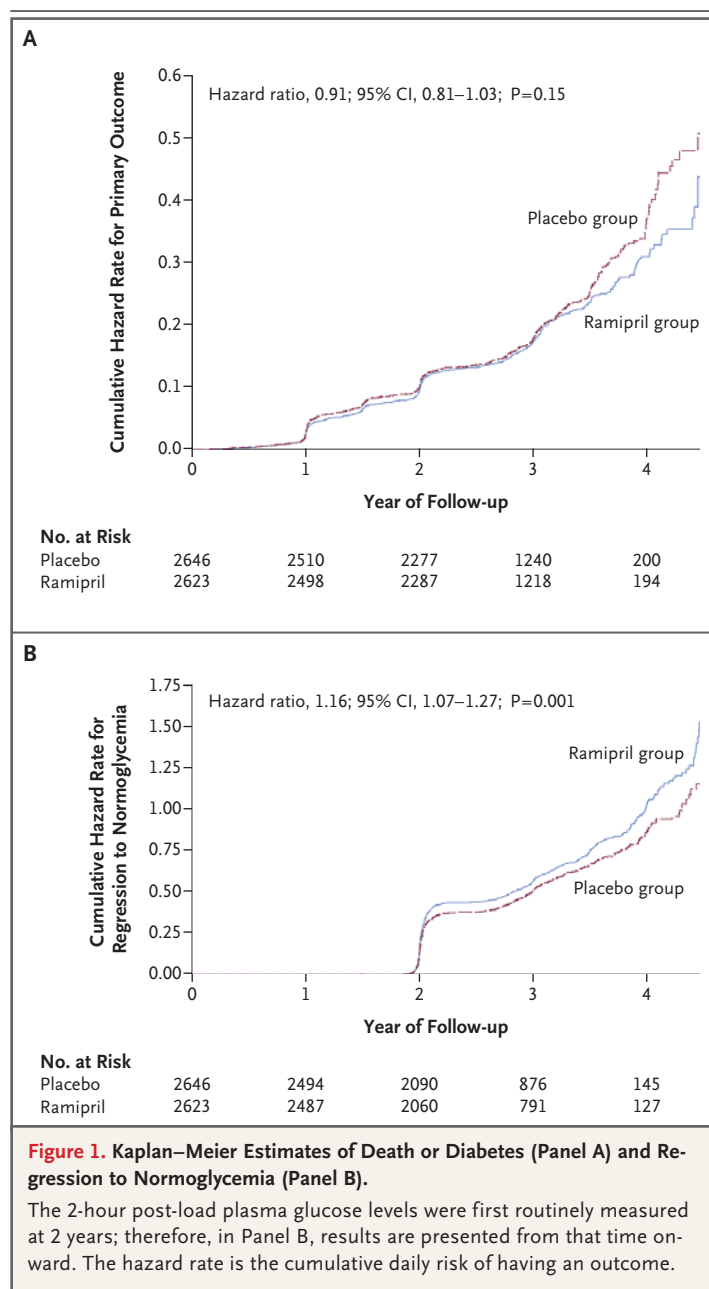 A
Cumulative Hazard Rate for Primary Outcome
0.6
0.5
0.4
0.3
0.2
0.1
0.0
Hazard ratio, 0.91; 95% CI, 0.81–1.03; P=0.15
Placebo group
Ramipril group
0 1 2 3 4
Year of Follow-up
No. at Risk
Placebo 2646 2510 2277 1240 200
Ramipril 2623 2498 2287 1218 194
B
Cumulative Hazard Rate for
Regression to Normoglycemia
1.75
1.50
1.25
1.00
0.75
0.50
0.25
0.00
Hazard ratio, 1.16; 95% CI, 1.07–1.27; P=0.001
Ramipril group
Placebo group
0 1 2 3 4
Year of Follow-up
No. at Risk
Placebo 2646 2494 2090 876 145
Ramipril 2623 2487 2060 791 127
Figure 1. Kaplan–Meier Estimates of Death or Diabetes (Panel A) and Re-
gression to Normoglycemia (Panel B).
The 2-hour post-load plasma glucose levels were first routinely measured
at 2 years; therefore, in Panel B, results are presented from that time on-
ward. The hazard rate is the cumulative daily risk of having an outcome.